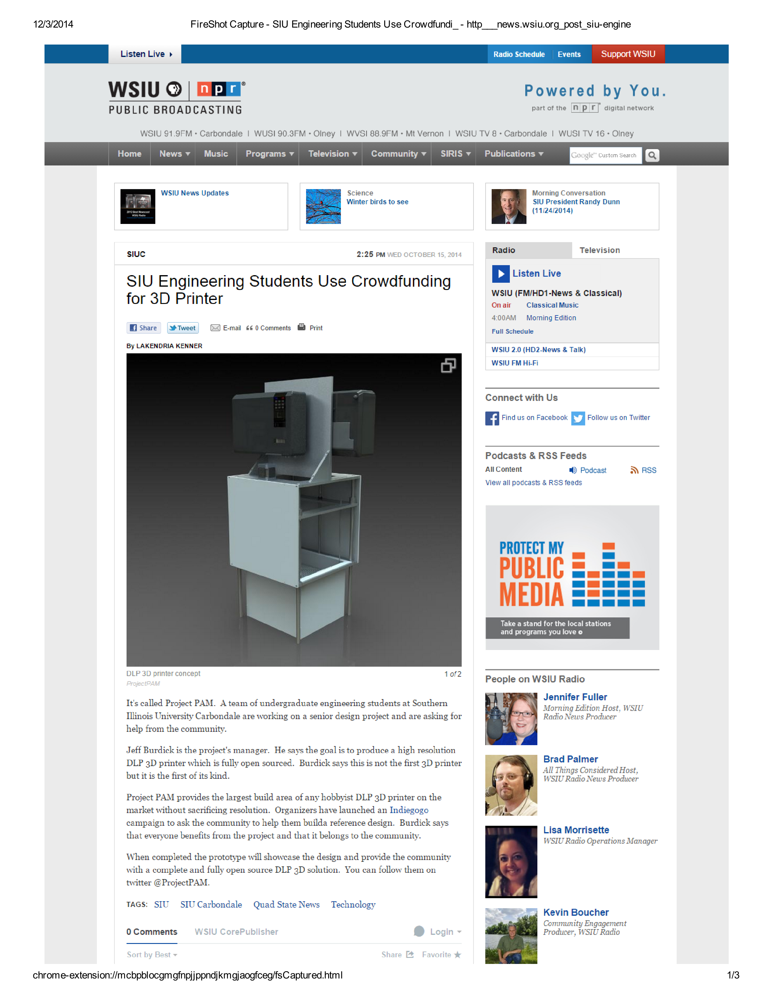 12/3/2014 FireShot Capture - SIU Engineering Students Use Crowdfundi_ - http___news.wsiu.org_post_siu-engine
Listen Live
Radio Schedule Events Support WSIU
WSIU npr®
PUBLIC BROADCASTING
Powered by You.
part of the npr® digital network
WSIU 91.9FM • Carbondale | WUSI 90.3FM • Olney | WVSI 88.9FM • Mt Vernon | WSIU TV 8 • Carbondale | WUSI TV 16 • Olney
Home News Music Programs Television Community SIRIS Publications Google™ Custom Search
WSIU News Updates
2012 Best Newscast
WSIU Radio
Science
Winter birds to see
Morning Conversation
SIU President Randy Dunn
(11/24/2014)
SIUC 2:25 PM WED OCTOBER 15, 2014
SIU Engineering Students Use Crowdfunding
for 3D Printer
Share Tweet E-mail 0 Comments Print
By LAKENDRIA KENNER
DLP 3D printer concept 1 of 2
ProjectPAM
It's called Project PAM. A team of undergraduate engineering students at Southern
Illinois University Carbondale are working on a senior design project and are asking for
help from the community.
Jeff Burdick is the project's manager. He says the goal is to produce a high resolution
DLP 3D printer which is fully open sourced. Burdick says this is not the first 3D printer
but it is the first of its kind.
Project PAM provides the largest build area of any hobbyist DLP 3D printer on the
market without sacrificing resolution. Organizers have launched an Indiegogo
campaign to ask the community to help them builda reference design. Burdick says
that everyone benefits from the project and that it belongs to the community.
When completed the prototype will showcase the design and provide the community
with a complete and fully open source DLP 3D solution. You can follow them on
twitter @ProjectPAM.
TAGS: SIU SIU Carbondale Quad State News Technology
0 Comments WSIU CorePublisher Login
Sort by Best Share Favorite
Radio Television
Listen Live
WSIU (FM/HD1-News & Classical)
On air Classical Music
4:00AM Morning Edition
Full Schedule
WSIU 2.0 (HD2-News & Talk)
WSIU FM Hi-Fi
Connect with Us
Find us on Facebook Follow us on Twitter
Podcasts & RSS Feeds
All Content Podcast RSS
View all podcasts & RSS feeds
PROTECT MY
PUBLIC
MEDIA
Take a stand for the local stations
and programs you love
People on WSIU Radio
Jennifer Fuller
Morning Edition Host, WSIU
Radio News Producer
Brad Palmer
All Things Considered Host,
WSIU Radio News Producer
Lisa Morrisette
WSIU Radio Operations Manager
Kevin Boucher
Community Engagement
Producer, WSIU Radio
chrome-extension://mcbpblocgmgfnpjjppndjkmgjaogfceg/fsCaptured.html 1/3